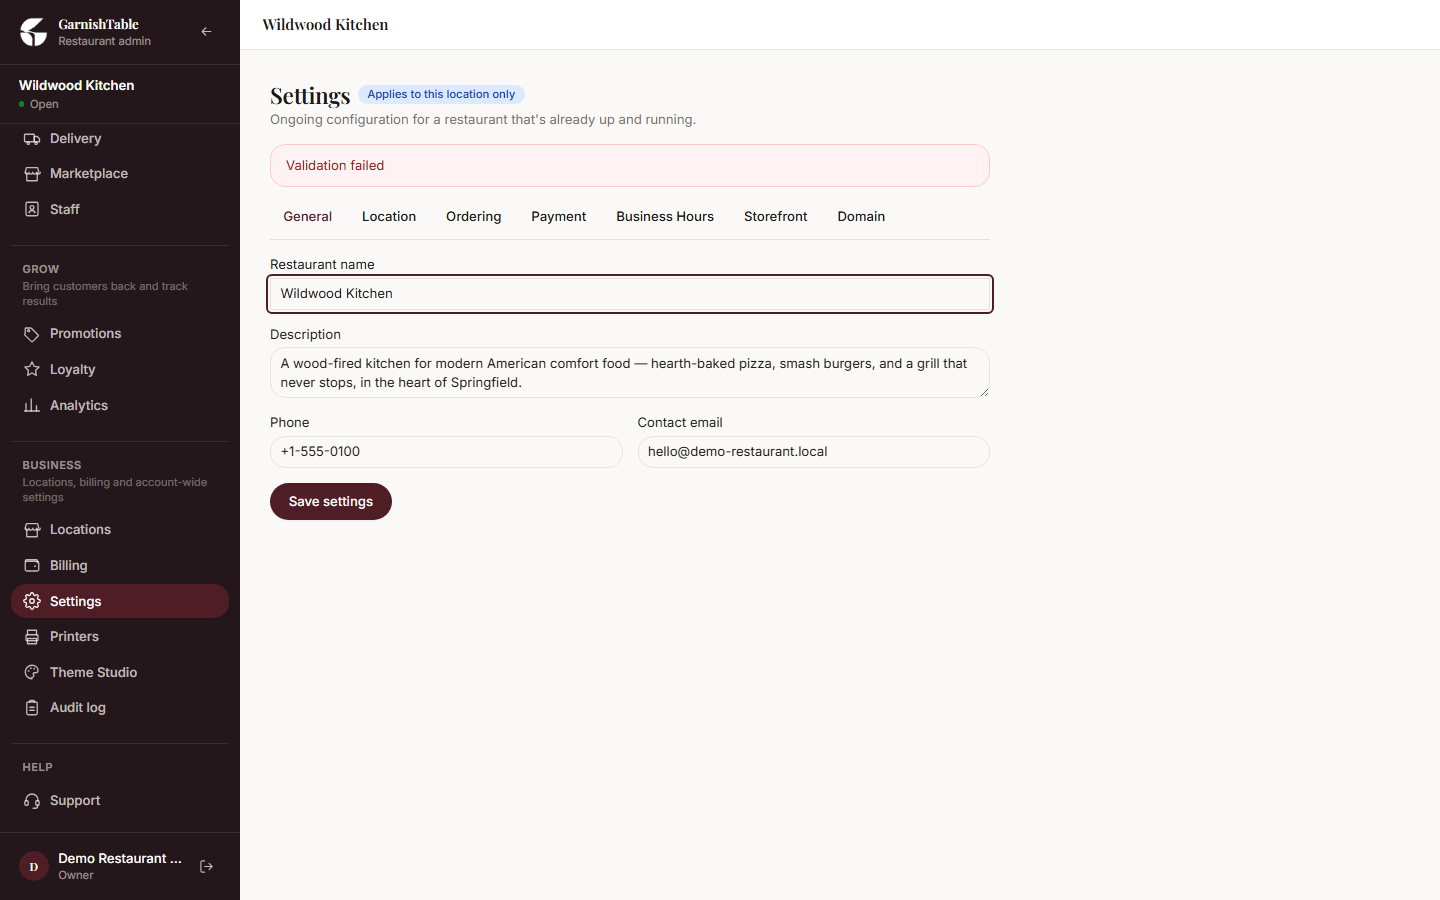 GarnishTable
Restaurant admin
Wildwood Kitchen
Open
Delivery
Marketplace
Staff
GROW
Bring customers back and track
results
Promotions
Loyalty
Analytics
BUSINESS
Locations, billing and account-wide
settings
Locations
Billing
Settings
Printers
Theme Studio
Audit log
HELP
Support
D
Demo Restaurant ...
Owner
Wildwood Kitchen
Settings
Applies to this location only
Ongoing configuration for a restaurant that's already up and running.
Validation failed
General Location Ordering Payment Business Hours Storefront Domain
Restaurant name
Wildwood Kitchen
Description
A wood-fired kitchen for modern American comfort food — hearth-baked pizza, smash burgers, and a grill that
never stops, in the heart of Springfield.
Phone
+1-555-0100
Contact email
hello@demo-restaurant.local
Save settings